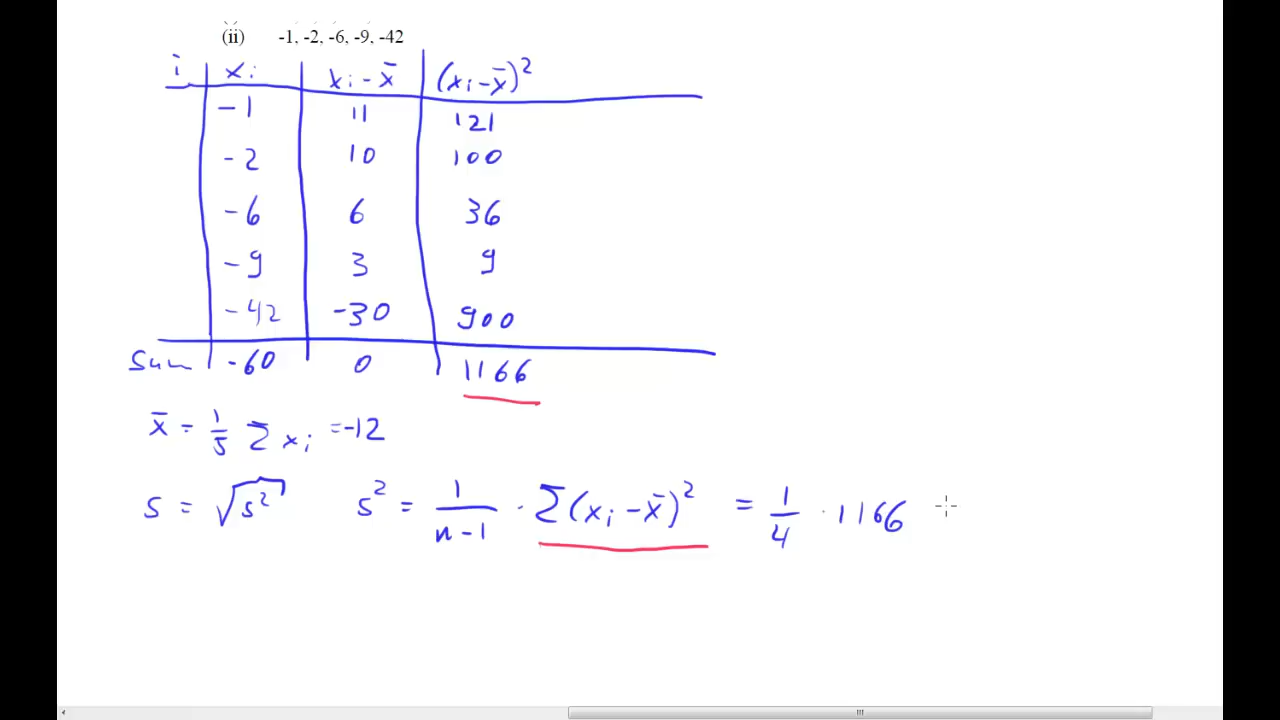 (ii) -1, -2, -6, -9, -42
i xi xi - x̄ (xi - x̄)²
-1 11 121
-2 10 100
-6 6 36
-9 3 9
-42 -30 900
Sum -60 0 1166
x̄ = 1/5 Σ xi = -12
s = √s² s² = 1/(n-1) · Σ(xi - x̄)² = 1/4 · 1166